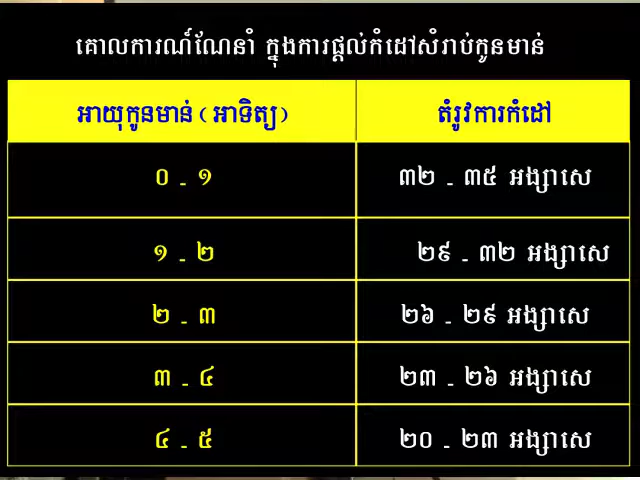 គោលការណ៍ណែនាំ ក្នុងការផ្តល់កំដៅសំរាប់កូនមាន់
អាយុកូនមាន់ (អាទិត្យ) តំរូវការកំដៅ
០ - ១ ៣២ - ៣៥ អង្សាសេ
១ - ២ ២៩ - ៣២ អង្សាសេ
២ - ៣ ២៦ - ២៩ អង្សាសេ
៣ - ៤ ២៣ - ២៦ អង្សាសេ
៤ - ៥ ២០ - ២៣ អង្សាសេ